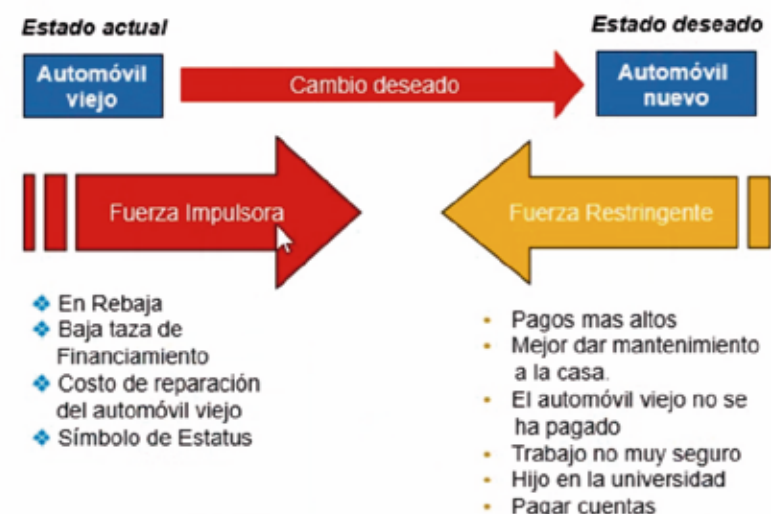 Estado actual
Estado deseado
Automóvil
viejo
Cambio deseado
Automóvil
nuevo
Fuerza Impulsora
Fuerza Restringente
En Rebaja
Baja taza de
Financiamiento
Costo de reparación
del automóvil viejo
Símbolo de Estatus
Pagos mas altos
Mejor dar mantenimiento
a la casa.
El automóvil viejo no se
ha pagado
Trabajo no muy seguro
Hijo en la universidad
Pagar cuentas